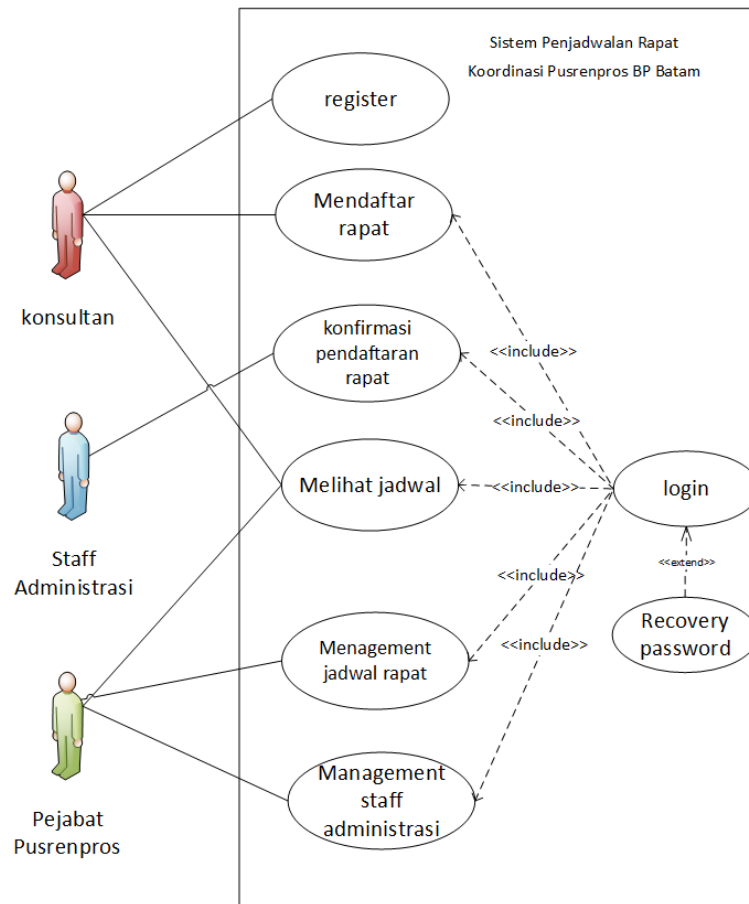 Sistem Penjadwalan Rapat
Koordinasi Pusrenpros BP Batam
register
Mendaftar
rapat
konsultan
konfirmasi
pendaftaran
rapat
<<include>>
<<include>>
Melihat jadwal
<<include>>
login
Staff
Administrasi
<<extend>>
<<include>>
Recovery
password
<<include>>
Menagement
jadwal rapat
Management
staff
administrasi
Pejabat
Pusrenpros